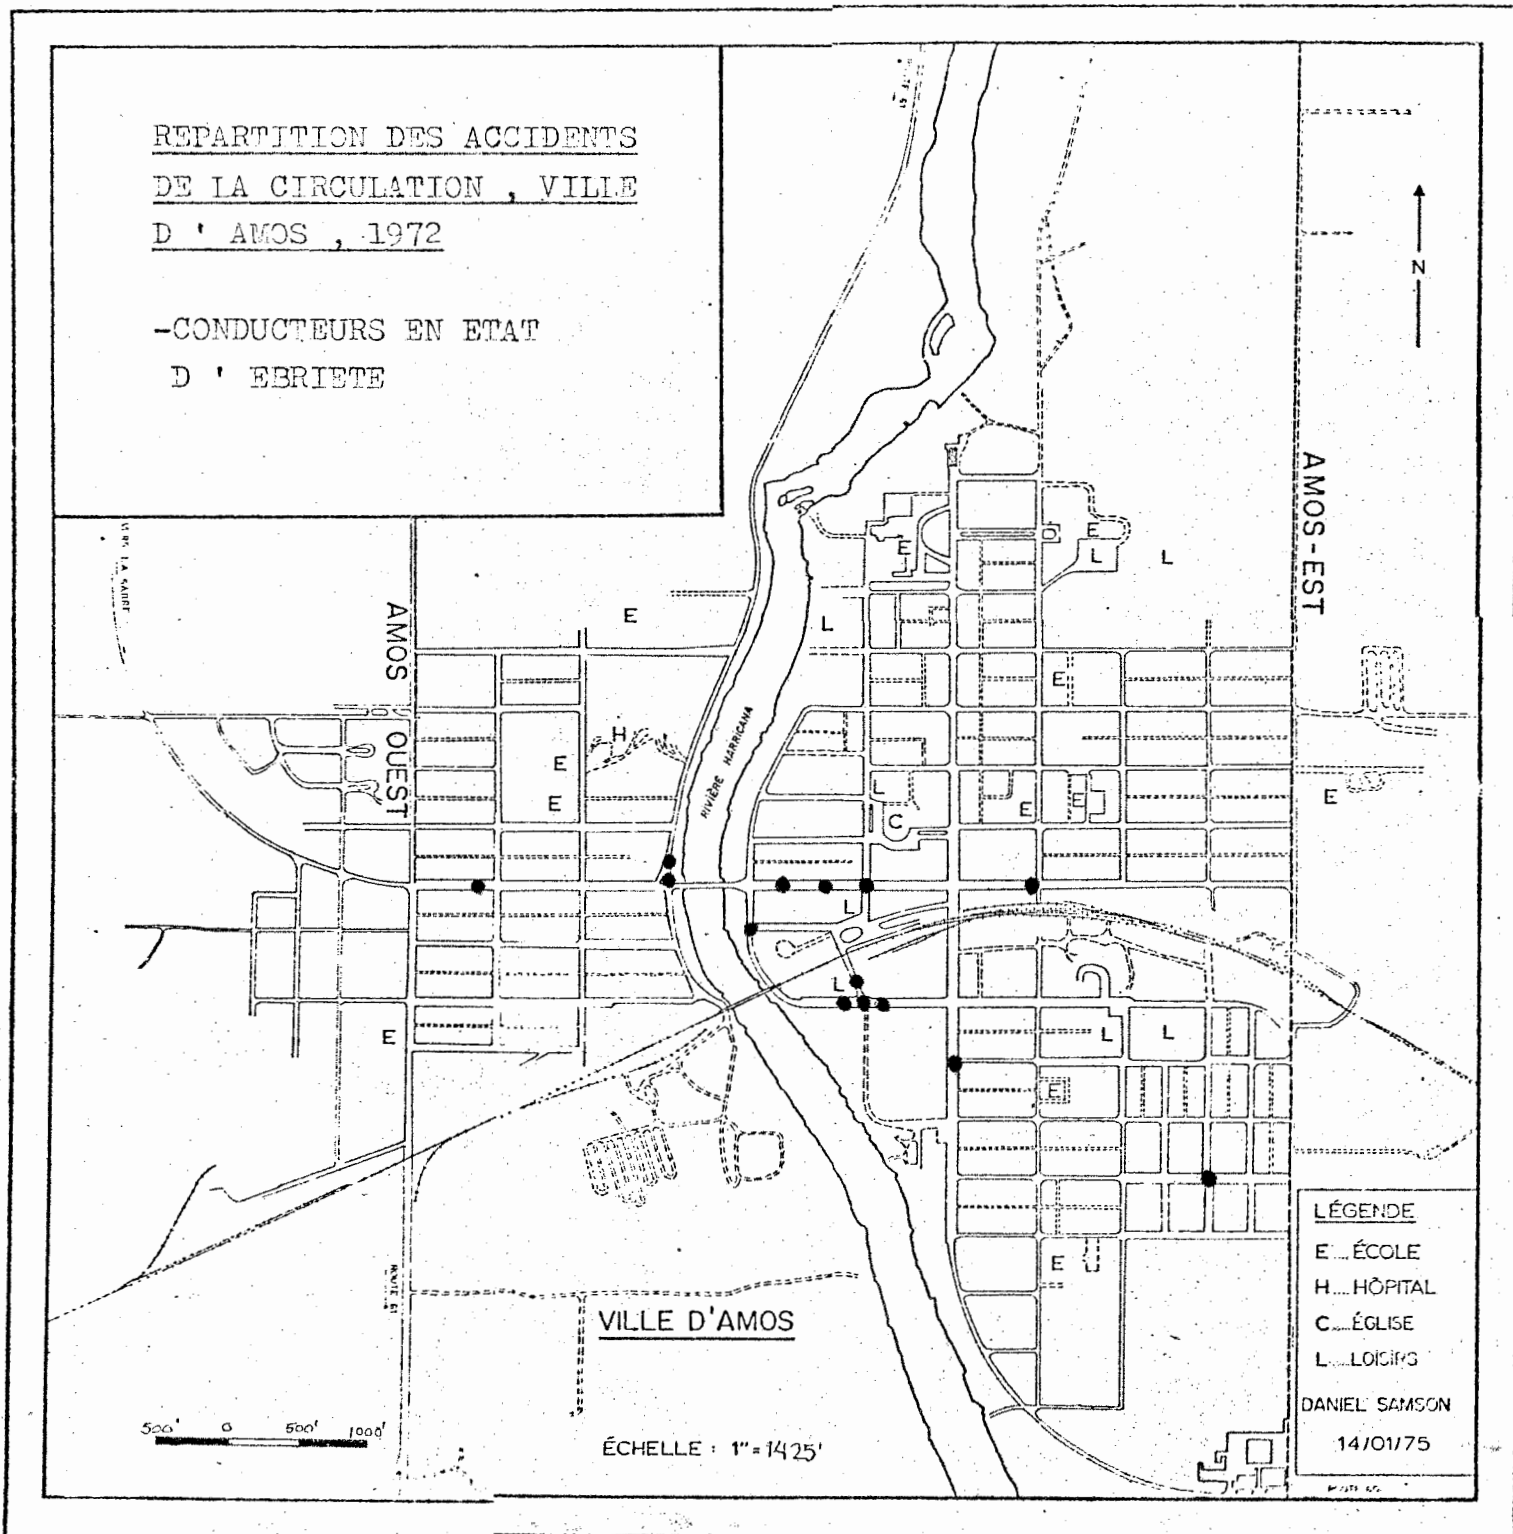 REPARTITION DES ACCIDENTS
DE LA CIRCULATION , VILLE
D ' AMOS , 1972
-CONDUCTEURS EN ETAT
D ' EBRIETE
N
AMOS-EST
AMOS OUEST
E
E
E
L
L
L
E
H
E
E
E
RIVIÈRE HARRICANA
L
C
E
E
E
L
L
E
L
L
E
E
ROUTE 61
VILLE D'AMOS
500' 0 500' 1000'
ÉCHELLE : 1"=1425'
LÉGENDE
E....ÉCOLE
H....HÔPITAL
C....ÉGLISE
L....LOISIRS
DANIEL SAMSON
14/01/75